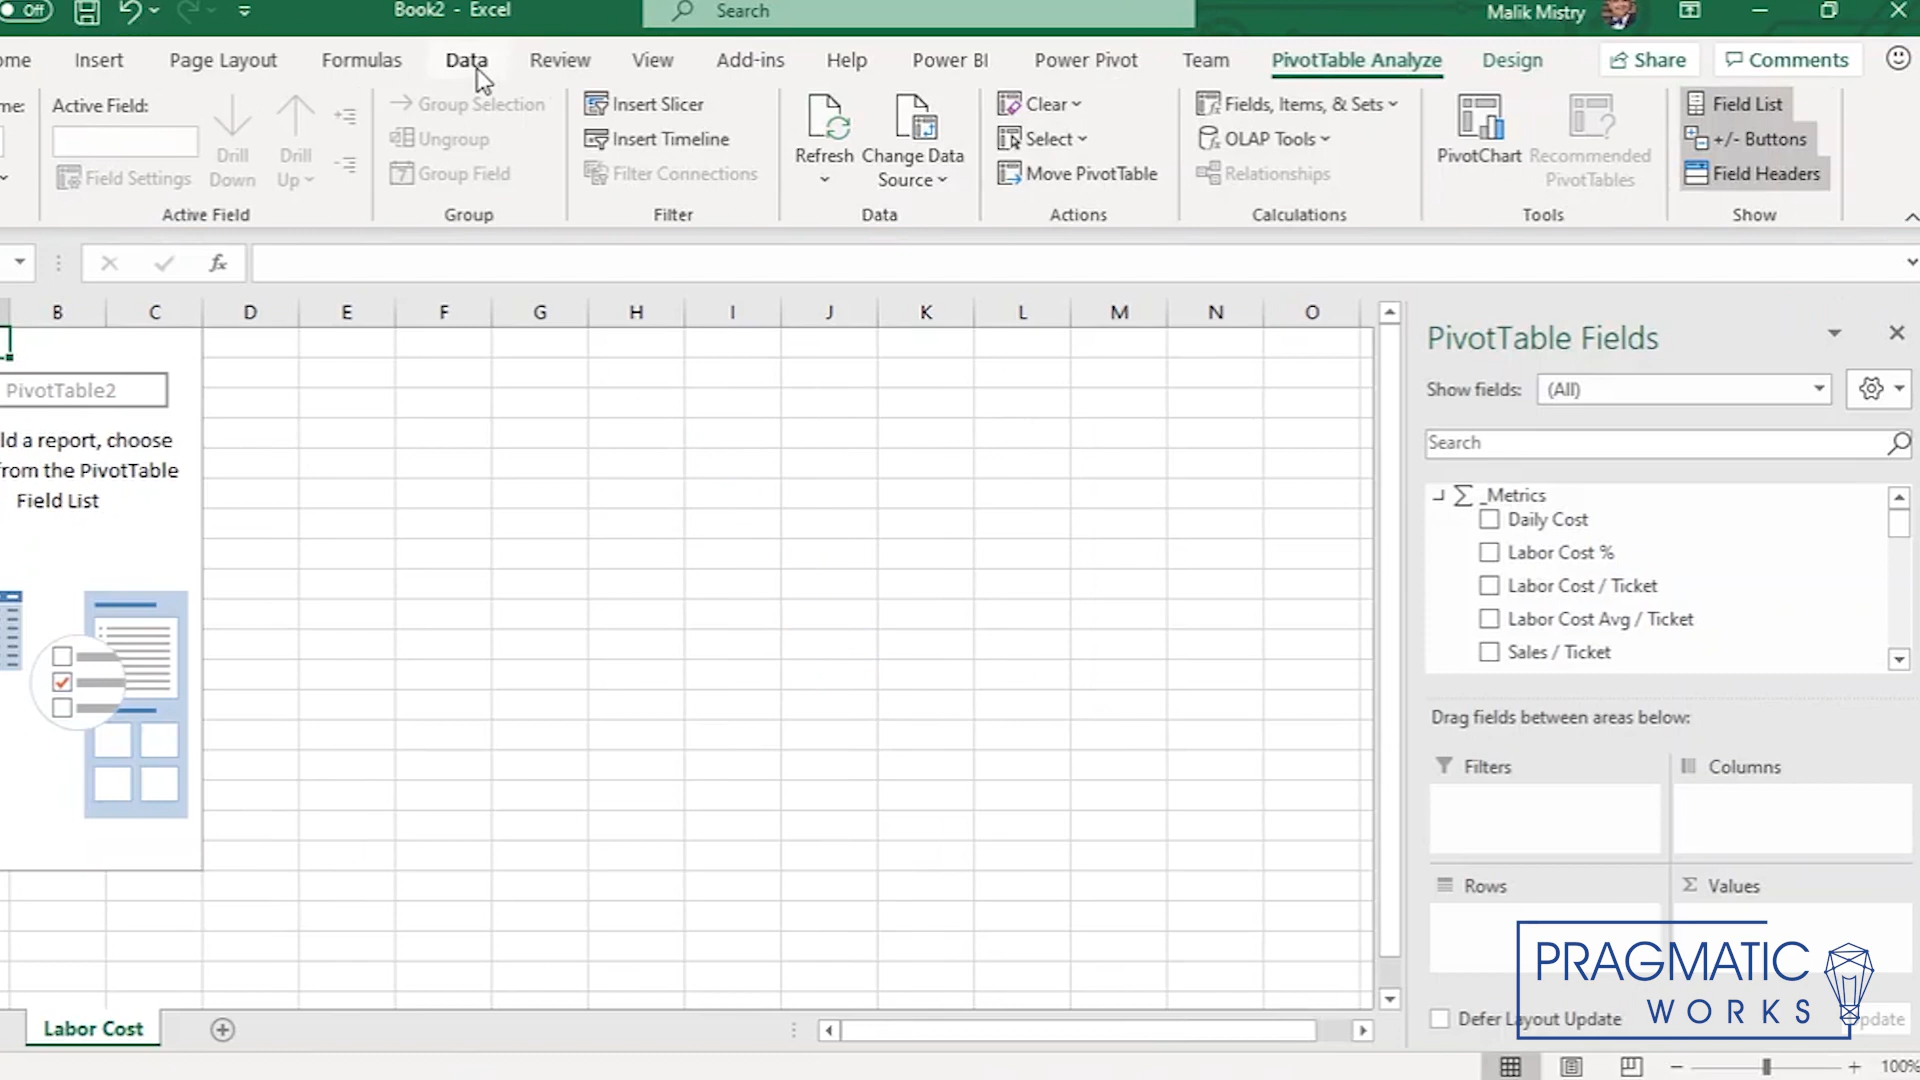 Off
Book2 - Excel
Search
Malik Mistry
ome
Insert
Page Layout
Formulas
Data
Review
View
Add-ins
Help
Power BI
Power Pivot
Team
PivotTable Analyze
Design
Share
Comments
me:
Active Field:
Field Settings
Drill Down
Drill Up
Active Field
Group Selection
Ungroup
Group Field
Group
Insert Slicer
Insert Timeline
Filter Connections
Filter
Refresh
Change Data
Source
Data
Clear
Select
Move PivotTable
Actions
Fields, Items, & Sets
OLAP Tools
Relationships
Calculations
PivotChart
Recommended
PivotTables
Tools
Field List
+/- Buttons
Field Headers
Show
fx
B C D E F G H I J K L M N O
PivotTable2
ld a report, choose
from the PivotTable
Field List
PivotTable Fields
Show fields: (All)
Search
Σ _Metrics
Daily Cost
Labor Cost %
Labor Cost / Ticket
Labor Cost Avg / Ticket
Sales / Ticket
Drag fields between areas below:
Filters
Columns
Rows
Σ Values
Defer Layout Update
pdate
PRAGMATIC
WORKS
Labor Cost
100%